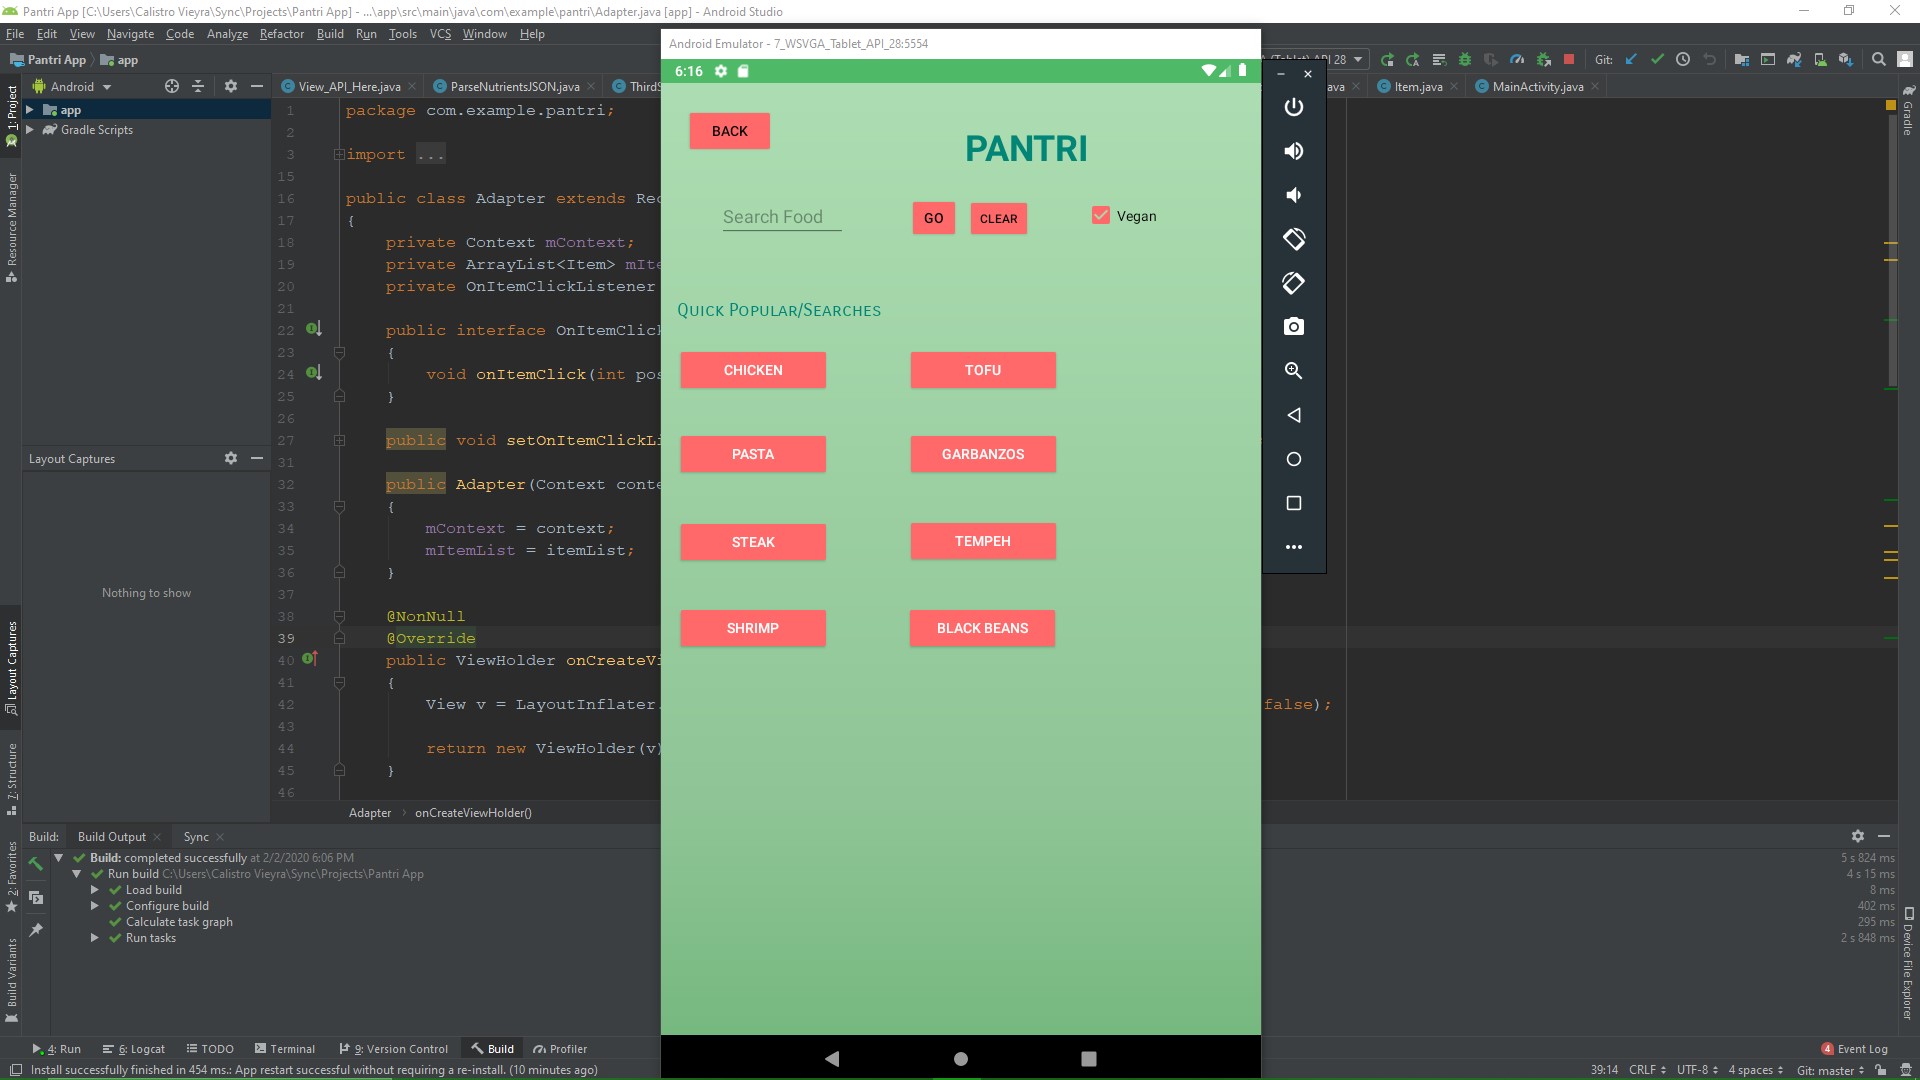 Pantri App [C:\Users\Calistro Vieyra\Sync\Projects\Pantri App] - ...\app\src\main\java\com\example\pantri\Adapter.java [app] - Android Studio
File Edit View Navigate Code Analyze Refactor Build Run Tools VCS Window Help
Pantri App app
(Tablet) API 28
Git:
Android
View_API_Here.java
ParseNutrientsJSON.java
ThirdS
ava
Item.java
MainActivity.java
1: Project
Resource Manager
Layout Captures
7: Structure
2: Favorites
Build Variants
Gradle
Device File Explorer
app
Gradle Scripts
Layout Captures
Nothing to show
1 package com.example.pantri;
2
3 import ...
15
16 public class Adapter extends Rec
17 {
18 private Context mContext;
19 private ArrayList<Item> mIte
20 private OnItemClickListener
21
22 public interface OnItemClick
23 {
24 void onItemClick(int pos
25 }
26
27 public void setOnItemClickLi
31
32 public Adapter(Context conte
33 {
34 mContext = context;
35 mItemList = itemList;
36 }
37
38 @NonNull
39 @Override
40 public ViewHolder onCreateVi
41 {
42 View v = LayoutInflater. false);
43
44 return new ViewHolder(v)
45 }
46
Adapter onCreateViewHolder()
Android Emulator - 7_WSVGA_Tablet_API_28:5554
6:16
BACK
PANTRI
Search Food
GO
CLEAR
Vegan
Quick Popular/Searches
CHICKEN TOFU
PASTA GARBANZOS
STEAK TEMPEH
SHRIMP BLACK BEANS
Build: Build Output Sync
Build: completed successfully at 2/2/2020 6:06 PM 5 s 824 ms
Run build C:\Users\Calistro Vieyra\Sync\Projects\Pantri App 4 s 15 ms
Load build 8 ms
Configure build 402 ms
Calculate task graph 295 ms
Run tasks 2 s 848 ms
4: Run 6: Logcat TODO Terminal 9: Version Control Build Profiler 4 Event Log
Install successfully finished in 454 ms.: App restart successful without requiring a re-install. (10 minutes ago) 39:14 CRLF UTF-8 4 spaces Git: master